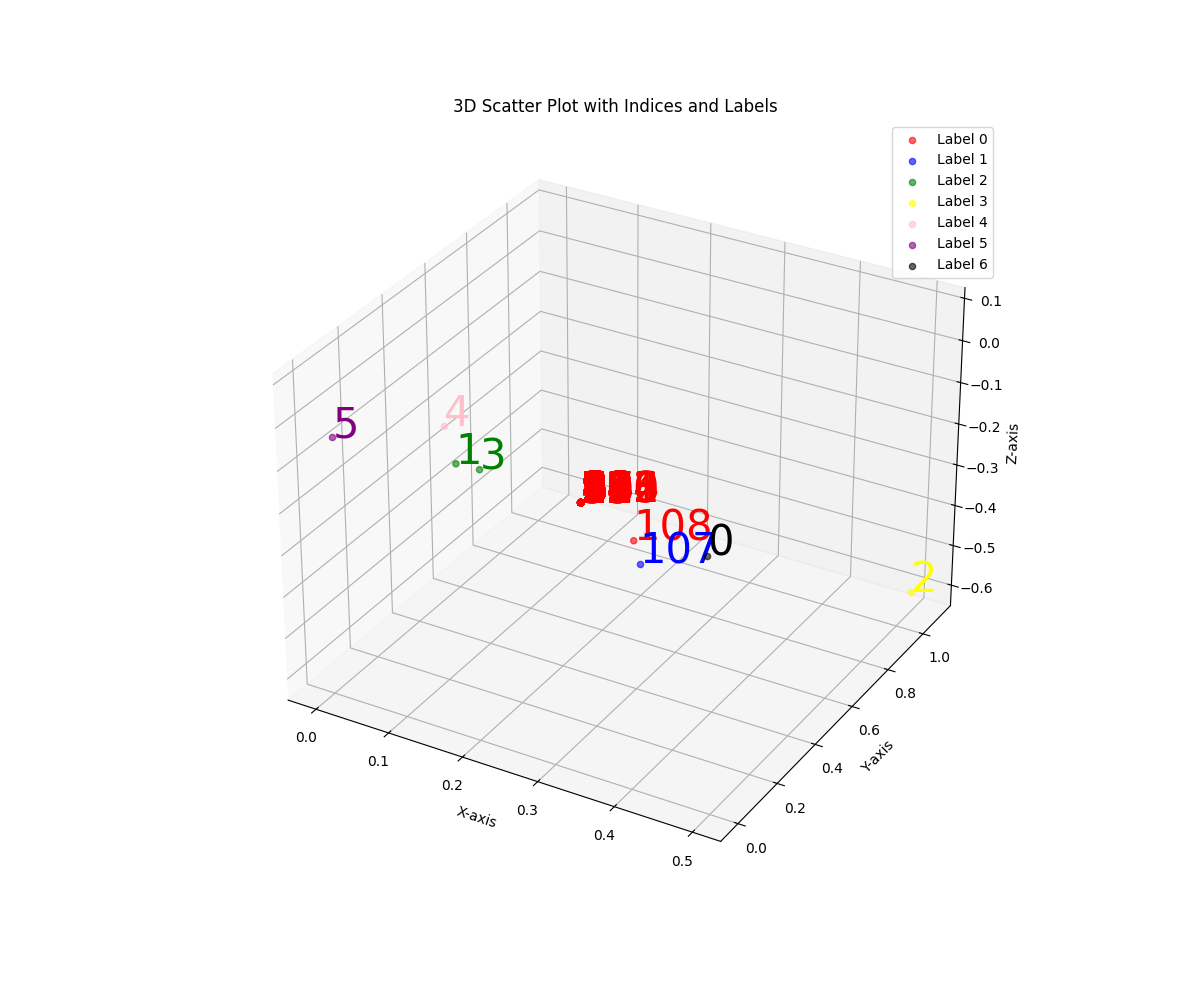 3D Scatter Plot with Indices and Labels
Label 0
Label 1
Label 2
Label 3
Label 4
Label 5
Label 6
5
4
1
3
108
107
0
2
0.1
0.0
−0.1
−0.2
−0.3
−0.4
−0.5
−0.6
Z-axis
0.0
0.1
0.2
0.3
0.4
0.5
X-axis
0.0
0.2
0.4
0.6
0.8
1.0
Y-axis